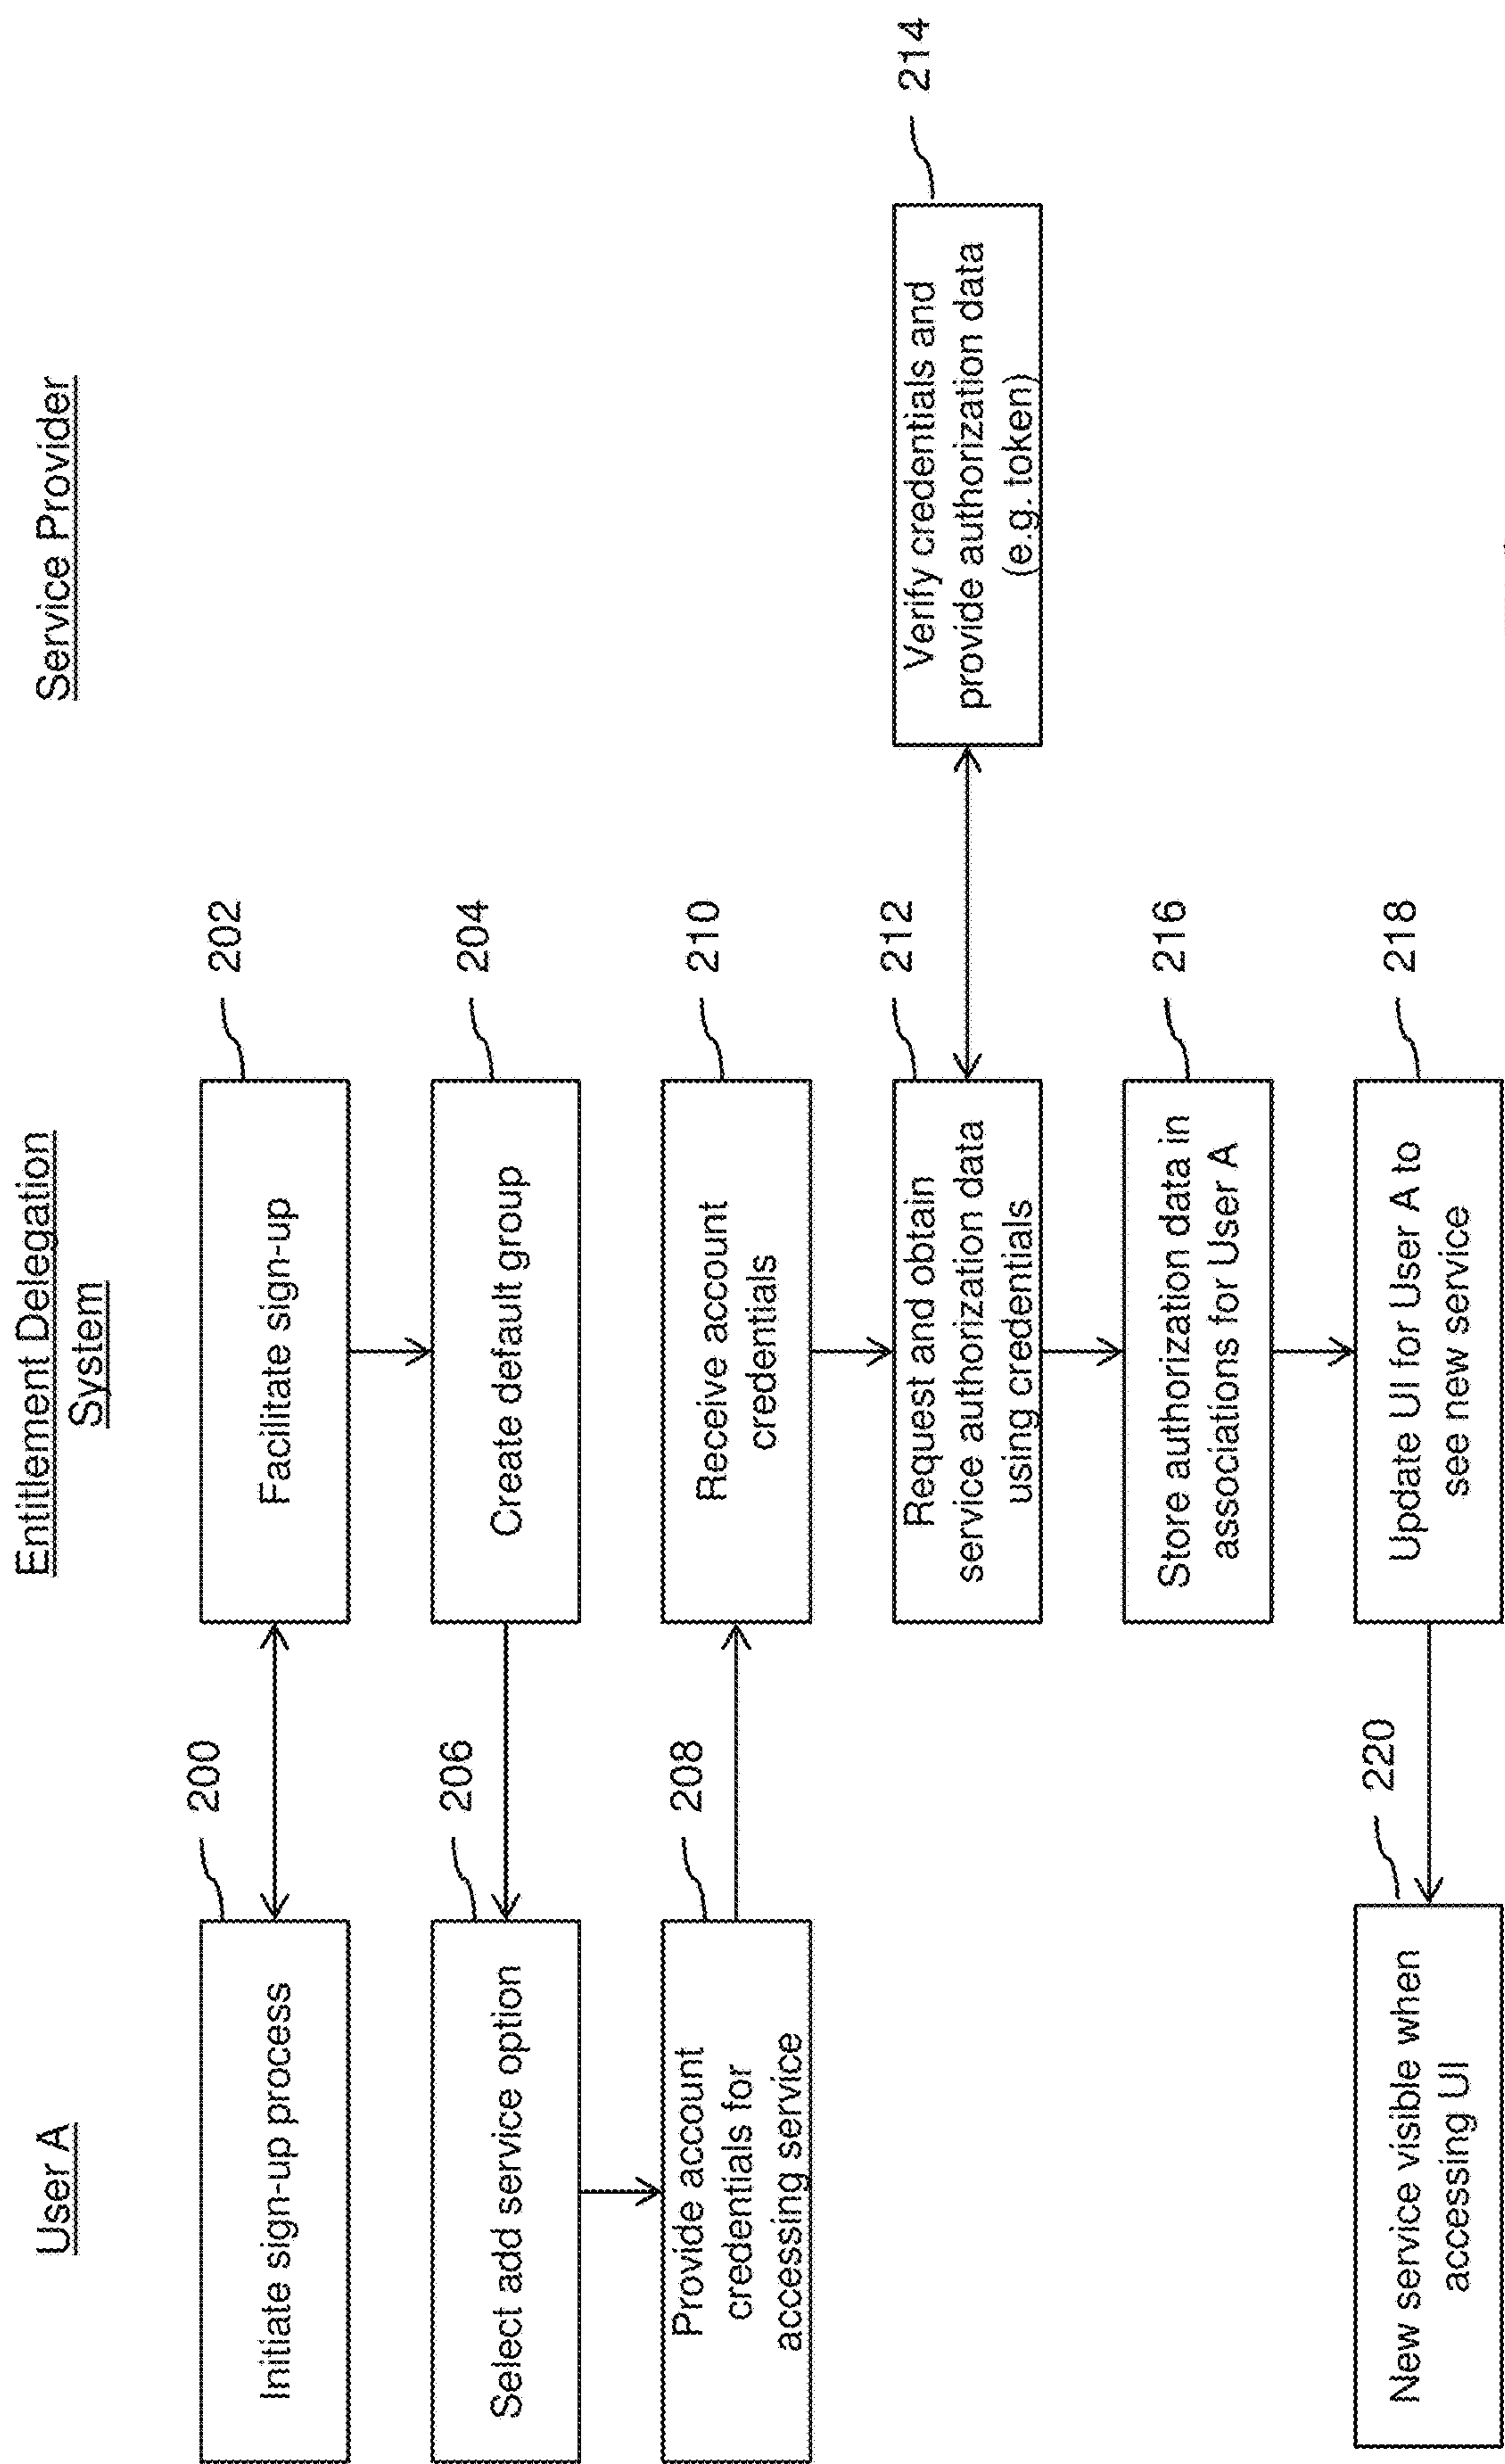 User A
Entitlement Delegation
System
Service Provider
200
Initiate sign-up process
202
Facilitate sign-up
206
Select add service option
204
Create default group
208
Provide account
credentials for
accessing service
210
Receive account
credentials
212
Request and obtain
service authorization data
using credentials
214
Verify credentials and
provide authorization data
(e.g. token)
216
Store authorization data in
associations for User A
218
Update UI for User A to
see new service
220
New service visible when
accessing UI